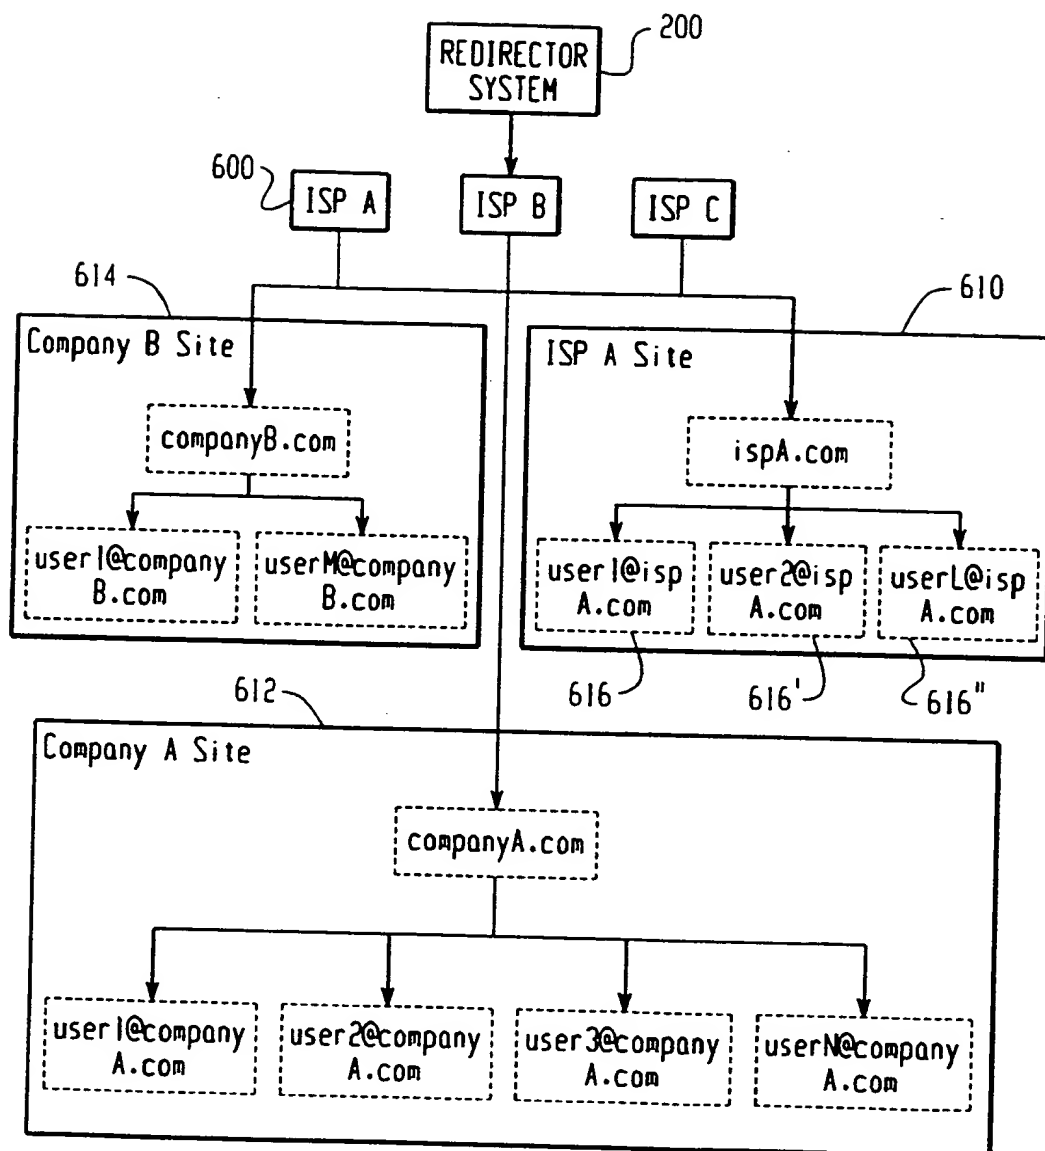 200
REDIRECTOR
SYSTEM
600
ISP A
ISP B
ISP C
614
610
Company B Site
companyB.com
user1@company
B.com
userM@company
B.com
ISP A Site
ispA.com
user1@isp
A.com
user2@isp
A.com
userL@isp
A.com
616
616'
616"
612
Company A Site
companyA.com
user1@company
A.com
user2@company
A.com
user3@company
A.com
userN@company
A.com